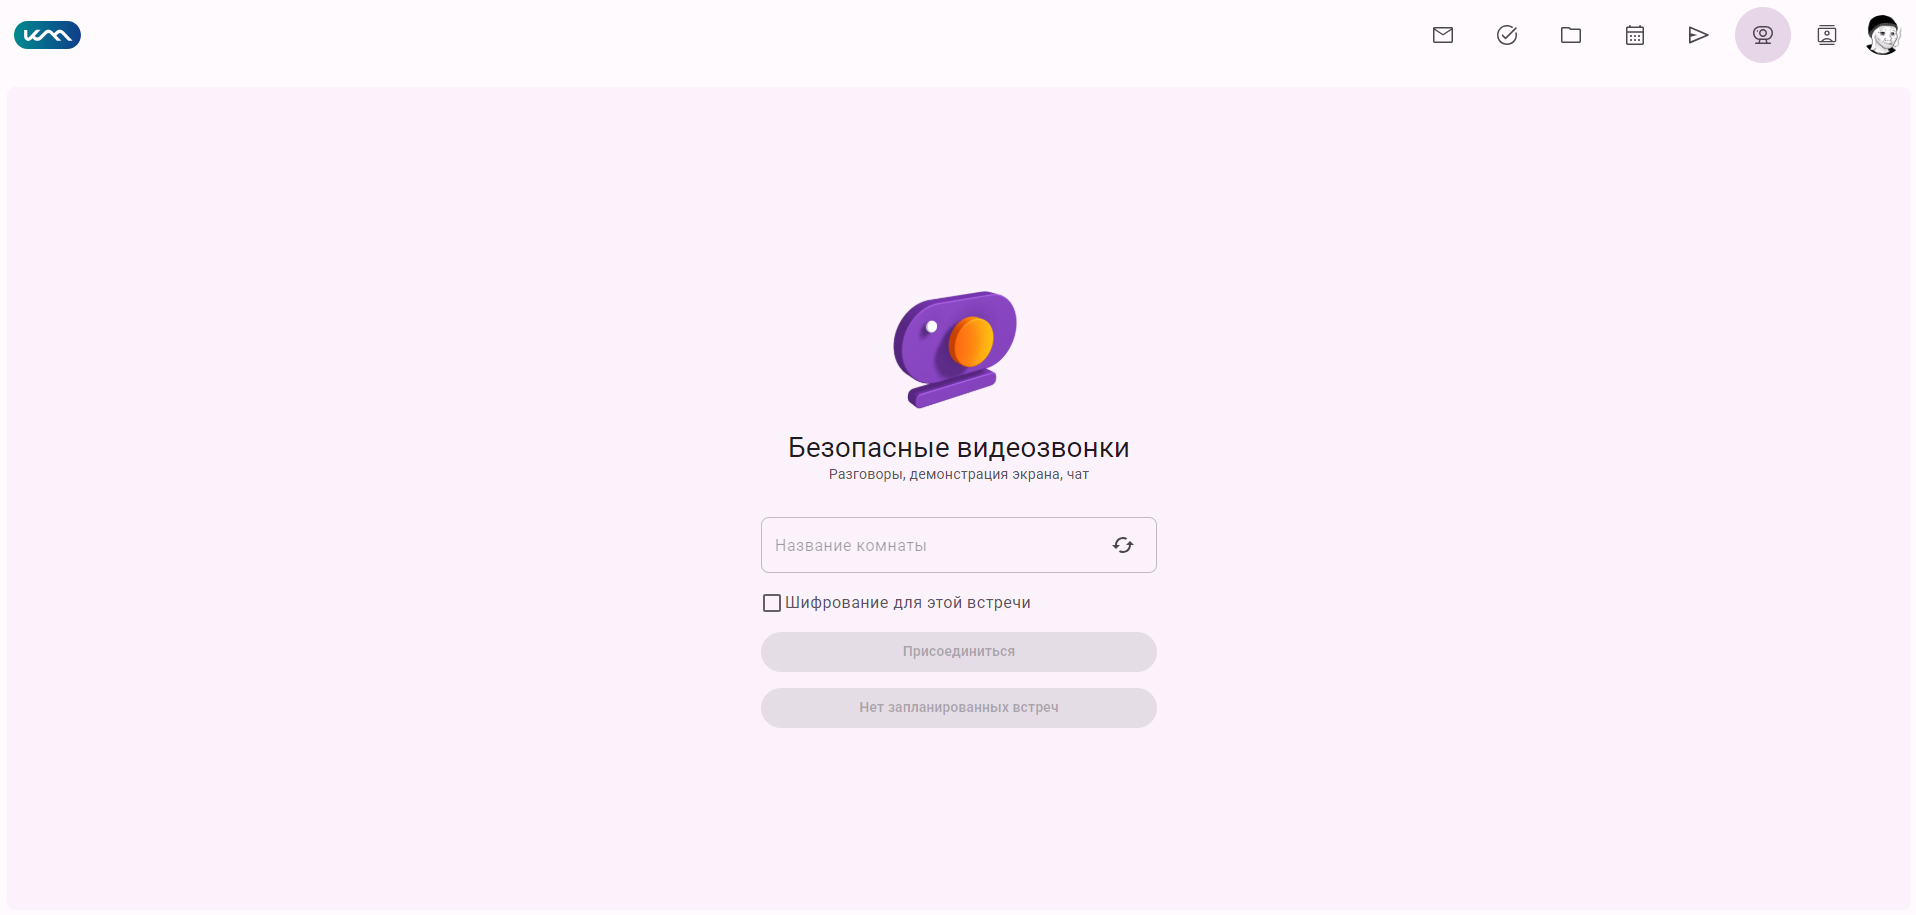 Безопасные видеозвонки
Разговоры, демонстрация экрана, чат
Название комнаты
Шифрование для этой встречи
Присоединиться
Нет запланированных встреч